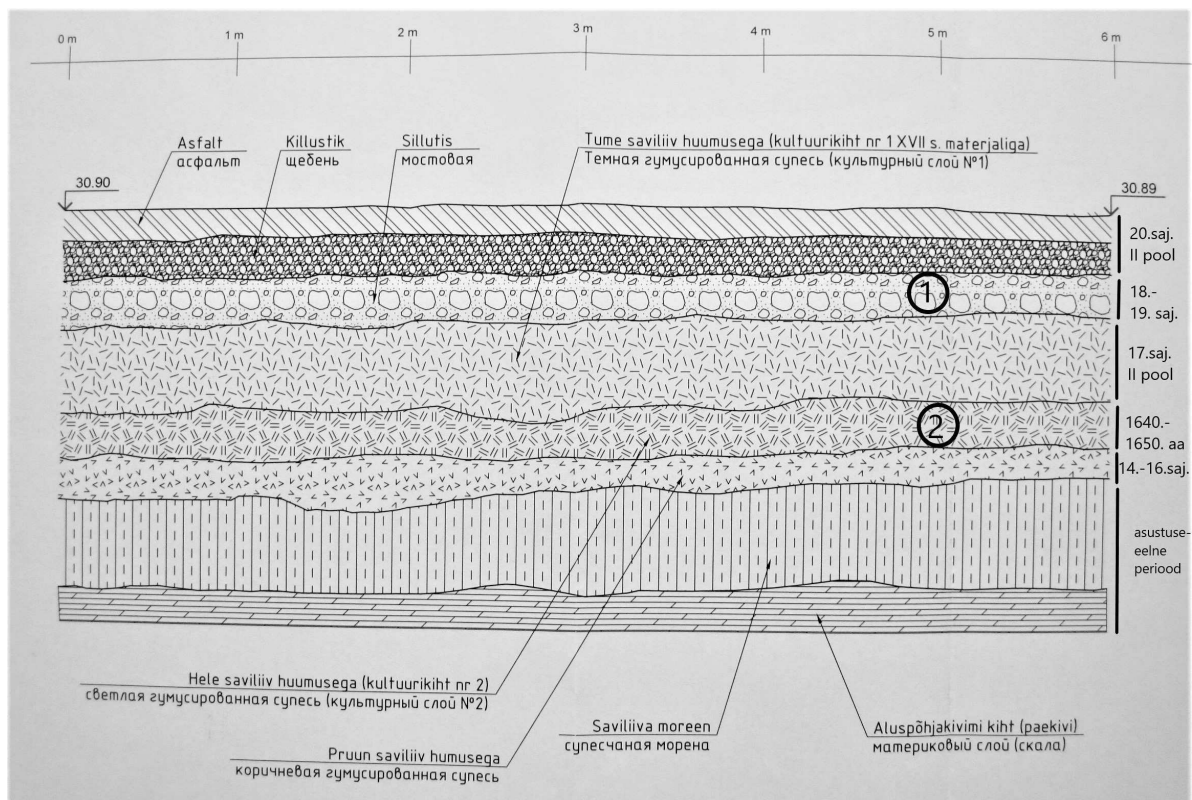 0 m
1 m
2 m
3 m
4 m
5 m
6 m
Asfalt
асфальт
Killustik
щебень
Sillutis
мостовая
Tume saviliiv huumusega (kultuurikiht nr 1 XVII s. materjaliga)
Темная гумусированная супесь (культурный слой №1)
30.90
30.89
20.saj.
II pool
1
18.-
19. saj.
17.saj.
II pool
2
1640.-
1650. aa
14.-16.saj.
asustuse-
eelne
periood
Hele saviliiv huumusega (kultuurikiht nr 2)
светлая гумусированная супесь (культурный слой №2)
Saviliiva moreen
супесчаная морена
Aluspõhjakivimi kiht (paekivi)
материковый слой (скала)
Pruun saviliiv humusega
коричневая гумусированная супесь